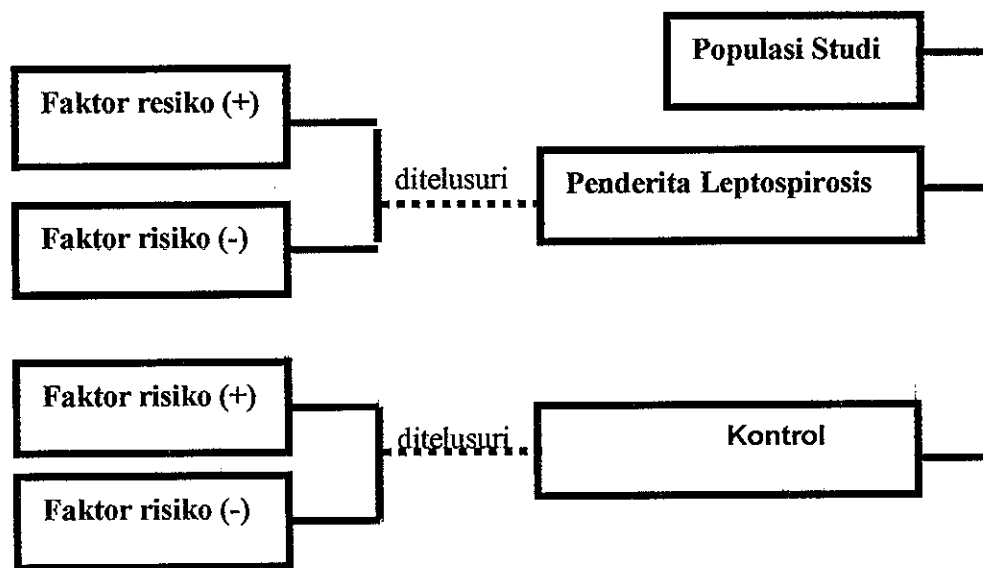 Populasi Studi
Faktor resiko (+)
ditelusuri
Penderita Leptospirosis
Faktor risiko (-)
Faktor risiko (+)
ditelusuri
Kontrol
Faktor risiko (-)